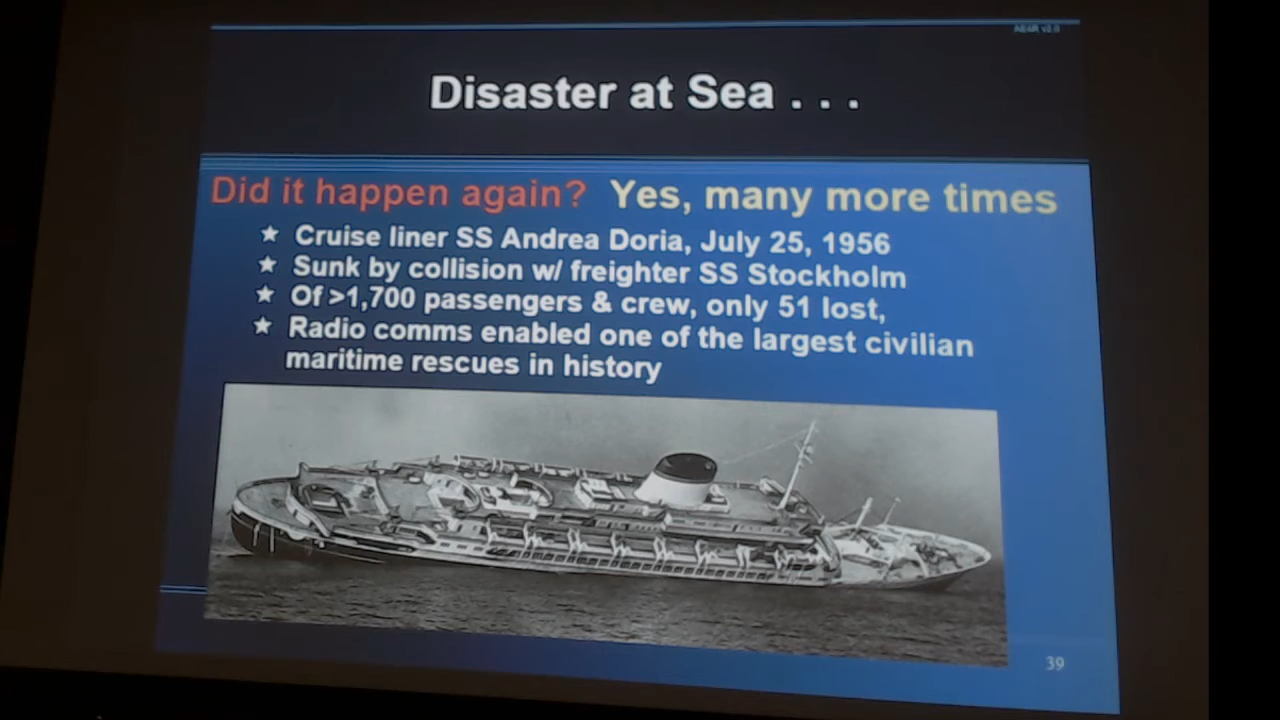 Disaster at Sea . . .
Did it happen again? Yes, many more times
★ Cruise liner SS Andrea Doria, July 25, 1956
★ Sunk by collision w/ freighter SS Stockholm
★ Of >1,700 passengers & crew, only 51 lost,
★ Radio comms enabled one of the largest civilian
maritime rescues in history
39